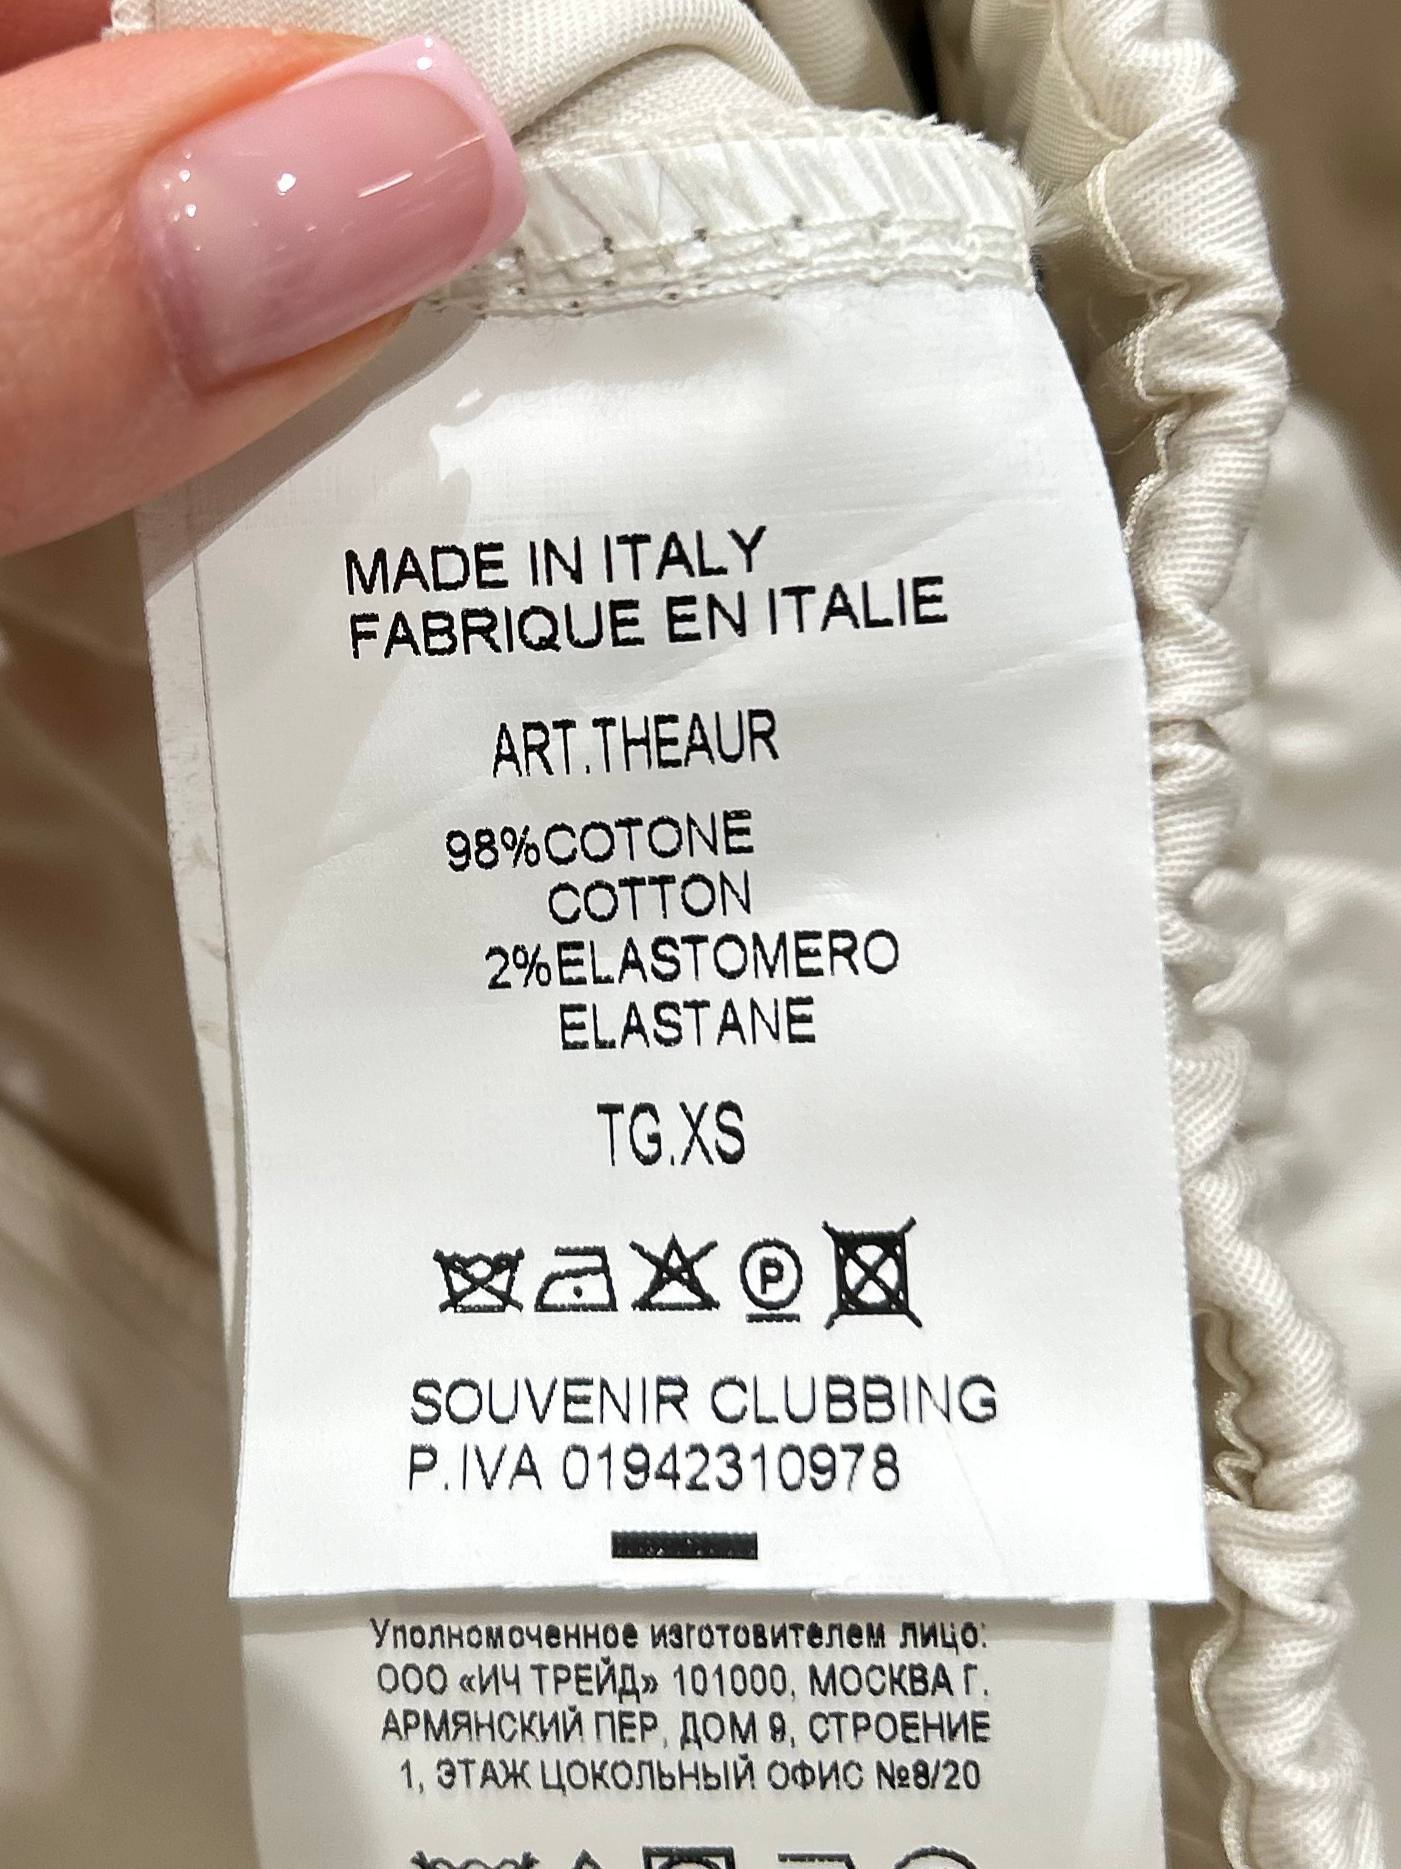 MADE IN ITALY
FABRIQUE EN ITALIE
ART.THEAUR
98%COTONE
COTTON
2%ELASTOMERO
ELASTANE
TG.XS
P
SOUVENIR CLUBBING
P.IVA 01942310978
Уполномоченное изготовителем лицо:
ООО «ИЧ ТРЕЙД» 101000, МОСКВА Г.
АРМЯНСКИЙ ПЕР, ДОМ 9, СТРОЕНИЕ
1, ЭТАЖ ЦОКОЛЬНЫЙ ОФИС №8/20